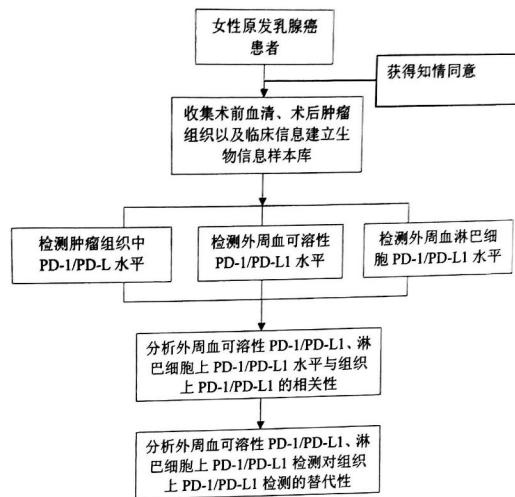 女性原发乳腺癌
患者
获得知情同意
收集术前血清、术后肿瘤
组织以及临床信息建立生
物信息样本库
检测肿瘤组织中
PD-1/PD-L 水平
检测外周血可溶性
PD-1/PD-L1 水平
检测外周血淋巴细
胞 PD-1/PD-L1 水平
分析外周血可溶性 PD-1/PD-L1、淋
巴细胞上 PD-1/PD-L1 水平与组织
上 PD-1/PD-L1 的相关性
分析外周血可溶性 PD-1/PD-L1、淋
巴细胞上 PD-1/PD-L1 检测对组织
上 PD-1/PD-L1 检测的替代性